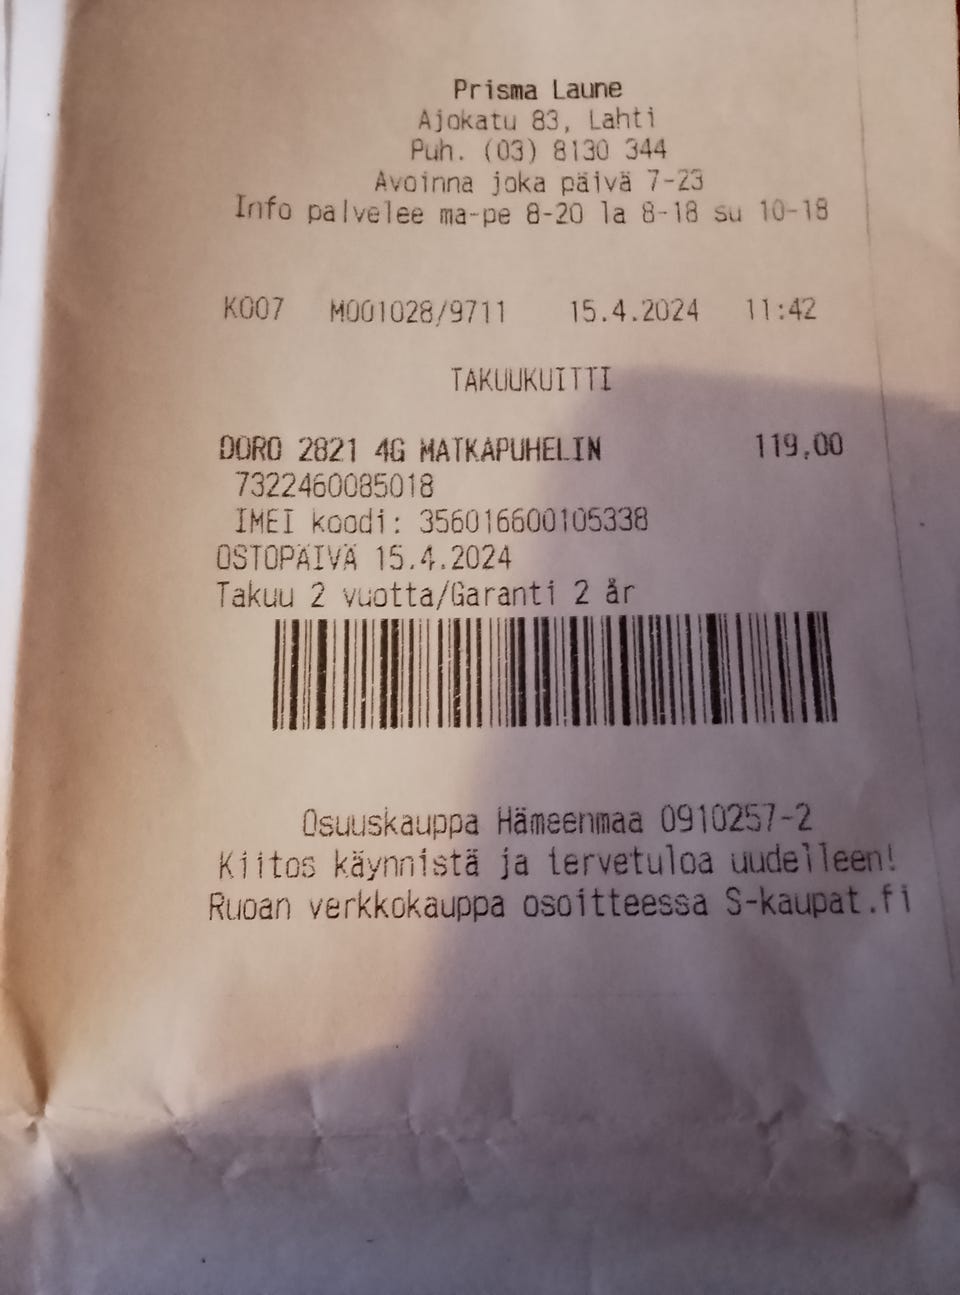 Prisma Laune
Ajokatu 83, Lahti
Puh. (03) 8130 344
Avoinna joka päivä 7-23
Info palvelee ma-pe 8-20 la 8-18 su 10-18
K007 M001028/9711 15.4.2024 11:42
TAKUUKUITTI
DORO 2821 4G MATKAPUHELIN 119,00
7322460085018
IMEI koodi: 356016600105338
OSTOPÄIVÄ 15.4.2024
Takuu 2 vuotta/Garanti 2 år
Osuuskauppa Hämeenmaa 0910257-2
Kiitos käynnistä ja tervetuloa uudelleen!
Ruoan verkkokauppa osoitteessa S-kaupat.fi